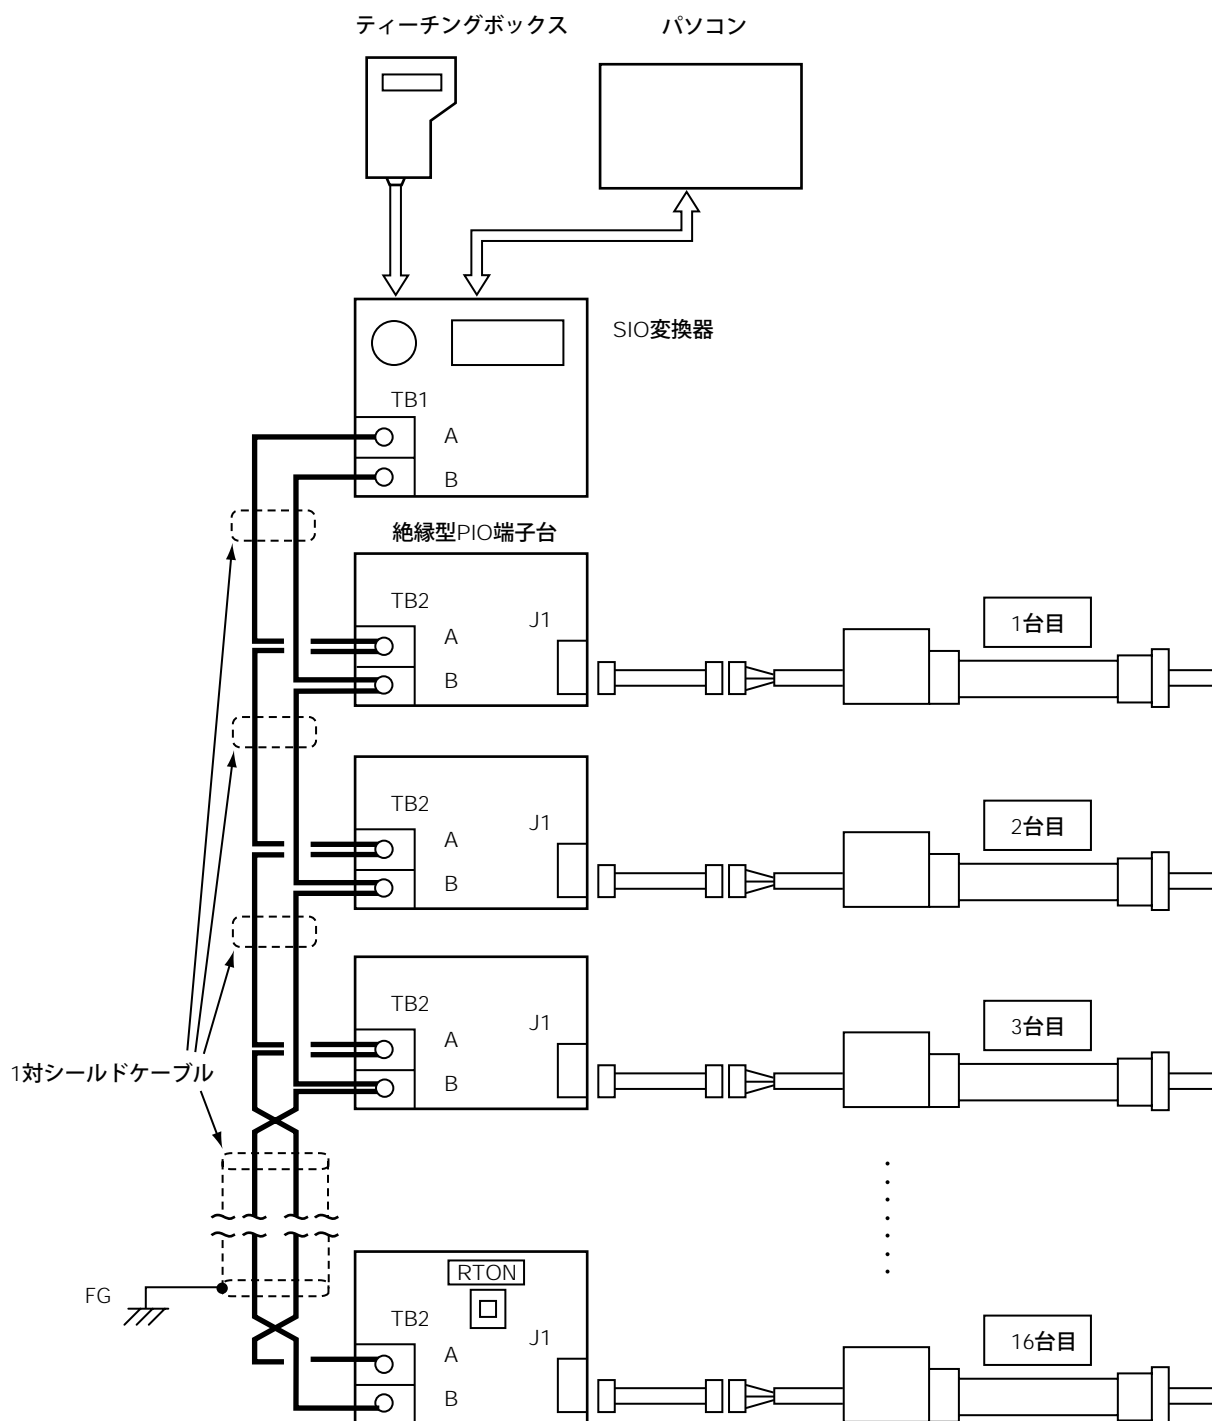 ティーチングボックス
パソコン
SIO変換器
TB1
A
B
絶縁型PIO端子台
TB2
A
B
J1
1台目
TB2
A
B
J1
2台目
TB2
A
B
J1
3台目
1対シールドケーブル
FG
RTON
TB2
A
B
J1
16台目